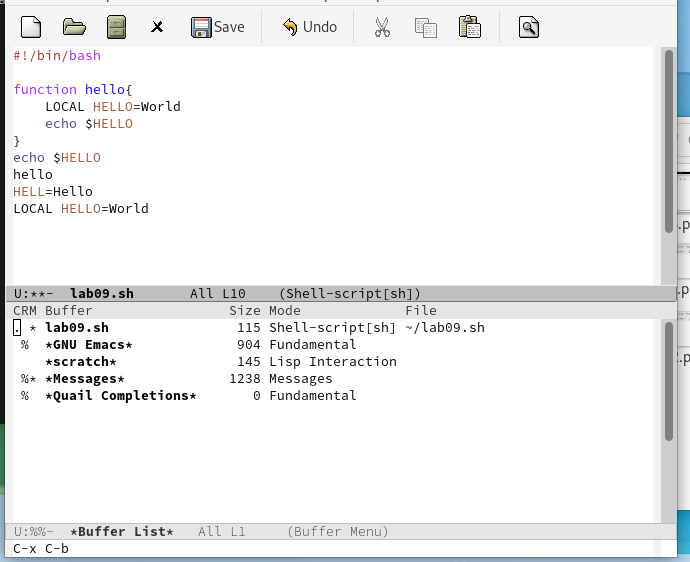 Save Undo
#!/bin/bash
function hello{
    LOCAL HELLO=World
    echo $HELLO
}
echo $HELLO
hello
HELL=Hello
LOCAL HELLO=World
U:**-  lab09.sh       All L10    (Shell-script[sh])
CRM Buffer                 Size Mode             File
. * lab09.sh                115 Shell-script[sh] ~/lab09.sh
 %  *GNU Emacs*             904 Fundamental
    *scratch*               145 Lisp Interaction
 %* *Messages*             1238 Messages
 %  *Quail Completions*       0 Fundamental
U:%%-  *Buffer List*   All L1     (Buffer Menu)
C-x C-b